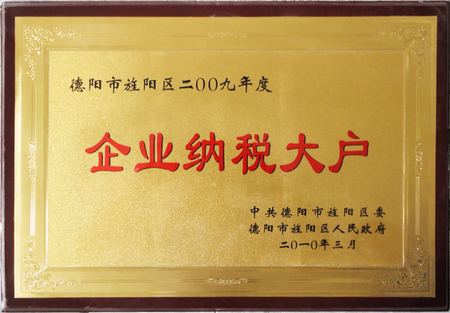 德阳市旌阳区二00九年度
企业纳税大户
中共德阳市旌阳区委
德阳市旌阳区人民政府
二0一0年三月